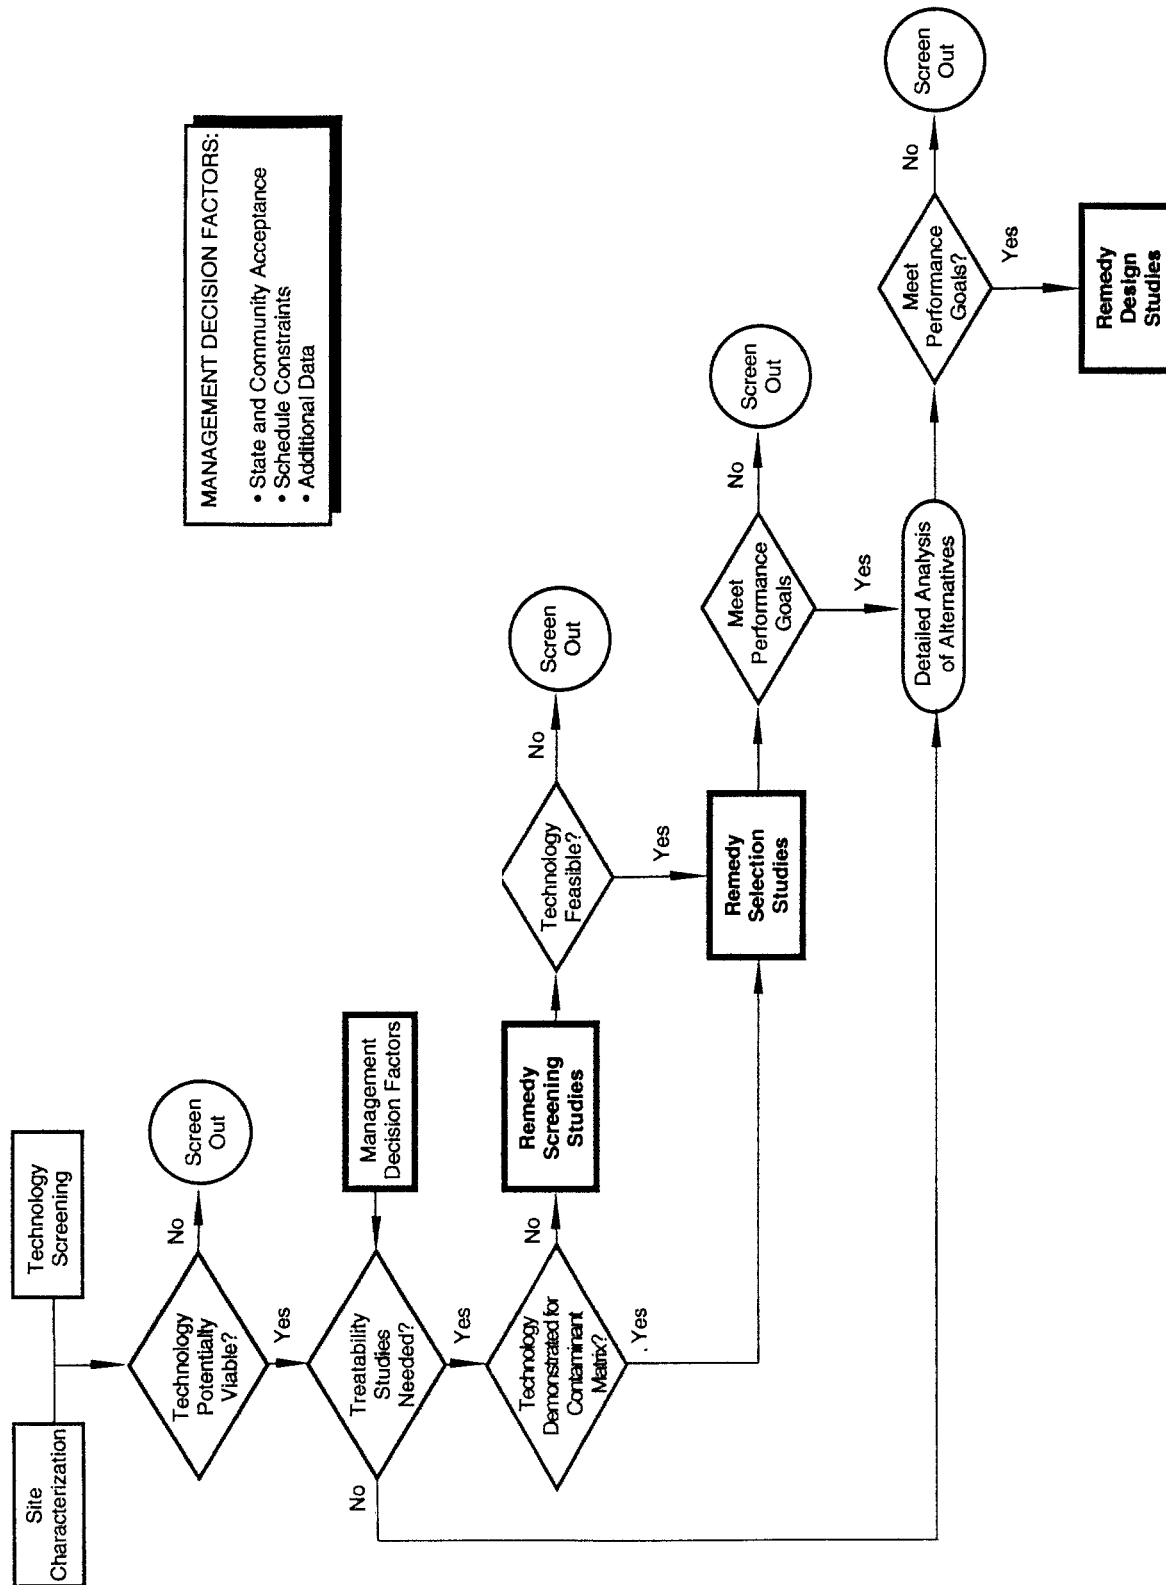 Site
Characterization
Technology
Screening
Technology
Potentially
Viable?
No
Screen
Out
Yes
Management
Decision Factors
Treatability
Studies
Needed?
No
Yes
Technology
Demonstrated for
Contaminant
Matrix?
No
Yes
Remedy
Screening
Studies
Technology
Feasible?
No
Screen
Out
Yes
Remedy
Selection
Studies
Meet
Performance
Goals
No
Screen
Out
Yes
Detailed Analysis
of Alternatives
Meet
Performance
Goals?
No
Screen
Out
Yes
Remedy
Design
Studies
MANAGEMENT DECISION FACTORS:
• State and Community Acceptance
• Schedule Constraints
• Additional Data